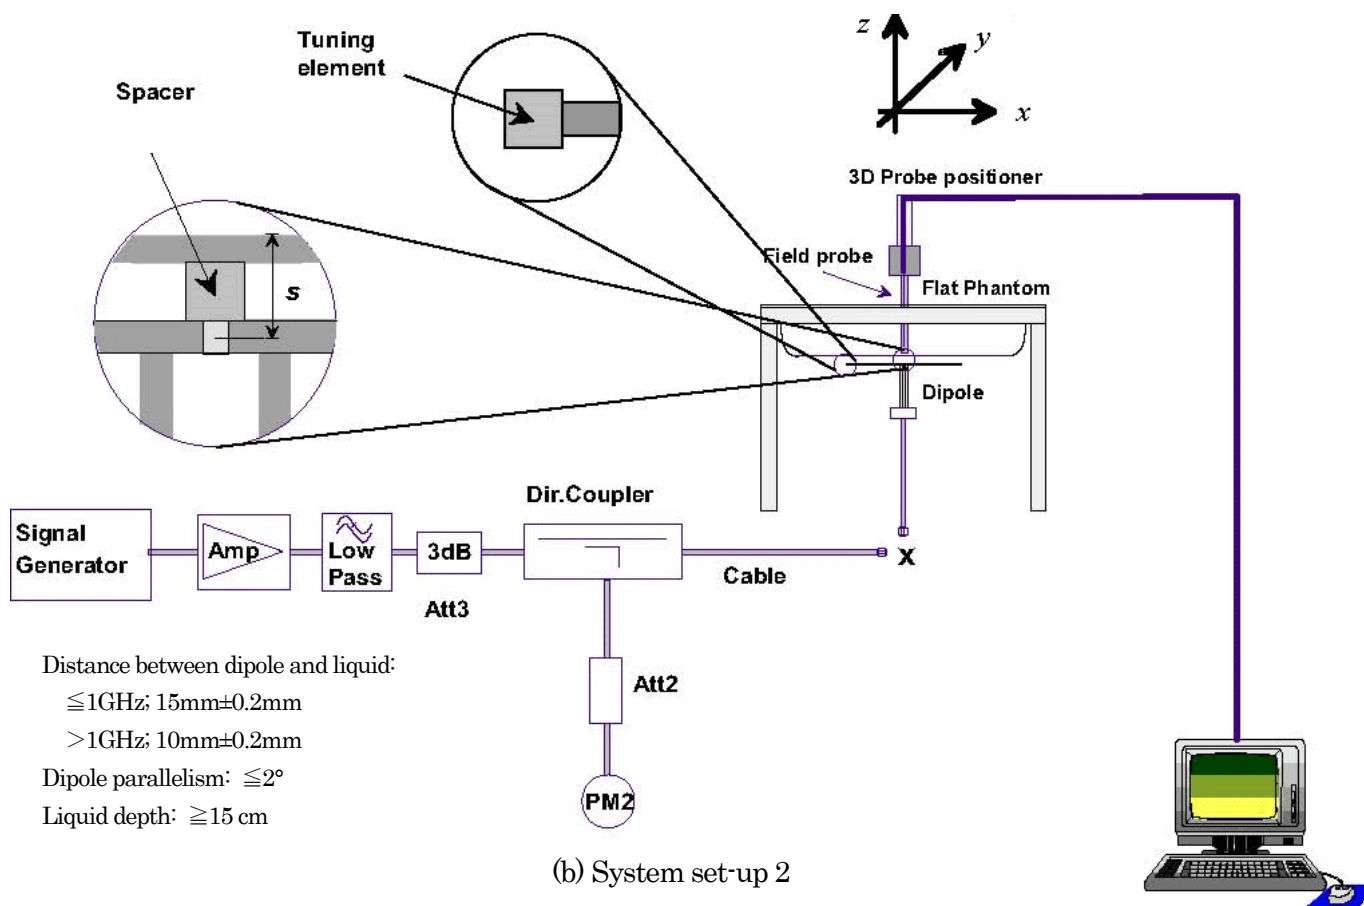 Tuning
element
Spacer
z
y
x
3D Probe positioner
Field probe
Flat Phantom
s
Dipole
Dir.Coupler
Signal
Generator
Amp
Low
Pass
3dB
Att3
Cable
X
Att2
PM2
Distance between dipole and liquid:
≦1GHz; 15mm±0.2mm
>1GHz; 10mm±0.2mm
Dipole parallelism: ≦2°
Liquid depth: ≧15 cm
(b) System set-up 2